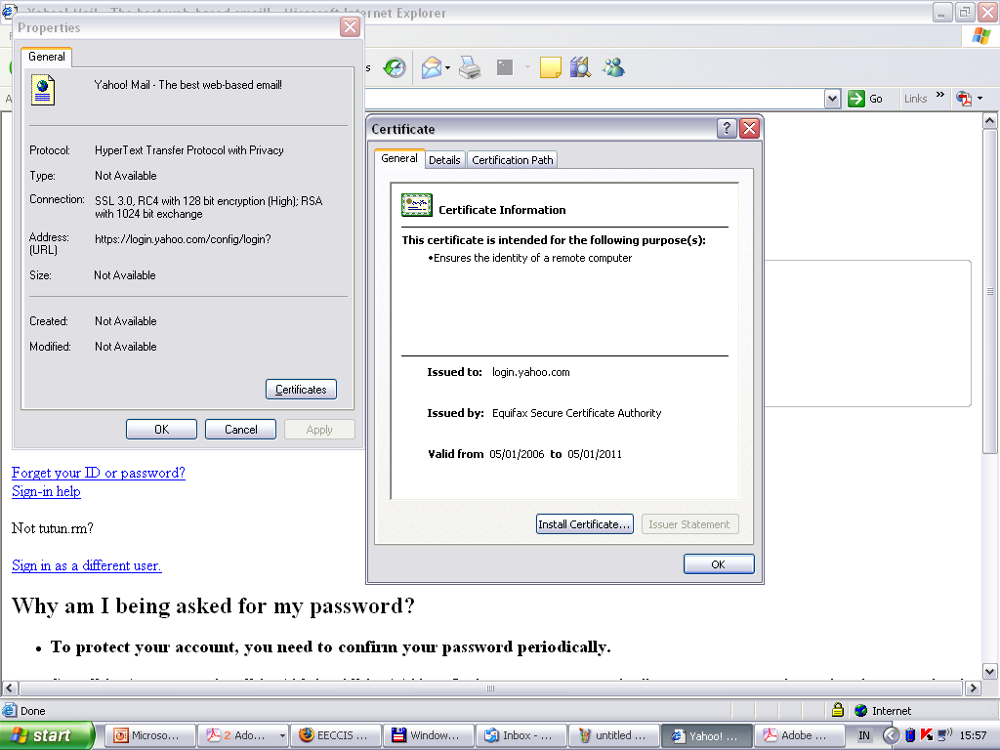 Yahoo! Mail - The best web-based email! - Microsoft Internet Explorer
Properties
General
Yahoo! Mail - The best web-based email!
Protocol: HyperText Transfer Protocol with Privacy
Type: Not Available
Connection: SSL 3.0, RC4 with 128 bit encryption (High); RSA
with 1024 bit exchange
Address: https://login.yahoo.com/config/login?
(URL)
Size: Not Available
Created: Not Available
Modified: Not Available
Certificates
OK Cancel Apply
Go Links »
Certificate
General Details Certification Path
Certificate Information
This certificate is intended for the following purpose(s):
•Ensures the identity of a remote computer
Issued to: login.yahoo.com
Issued by: Equifax Secure Certificate Authority
Valid from 05/01/2006 to 05/01/2011
Install Certificate... Issuer Statement
OK
Forget your ID or password?
Sign-in help
Not tutun.rm?
Sign in as a different user.
Why am I being asked for my password?
• To protect your account, you need to confirm your password periodically.
Done Internet
start Microso... 2 Ado... EECCIS ... Window... Inbox - ... untitled ... Yahoo! ... Adobe ... IN 15:57